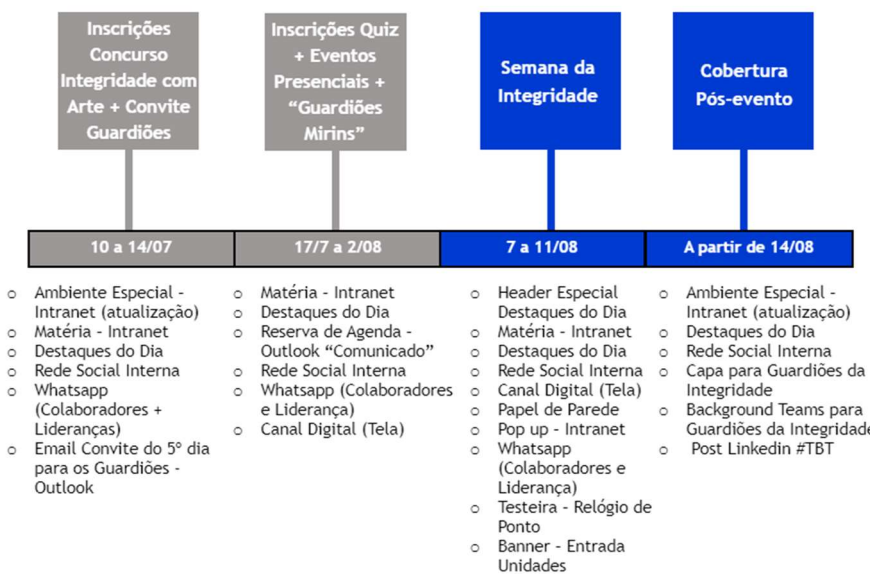 Inscrições
Concurso
Integridade com
Arte + Convite
Guardiões
Inscrições Quiz
+ Eventos
Presenciais +
“Guardiões
Mirins”
Semana da
Integridade
Cobertura
Pós-evento
10 a 14/07
17/7 a 2/08
7 a 11/08
A partir de 14/08
o Ambiente Especial -
Intranet (atualização)
o Matéria - Intranet
o Destaques do Dia
o Rede Social Interna
o Whatsapp
(Colaboradores +
Lideranças)
o Email Convite do 5º dia
para os Guardiões -
Outlook
o Matéria - Intranet
o Destaques do Dia
o Reserva de Agenda -
Outlook “Comunicado”
o Rede Social Interna
o Whatsapp (Colaboradores
e Liderança)
o Canal Digital (Tela)
o Header Especial
Destaques do Dia
o Matéria - Intranet
o Destaques do Dia
o Rede Social Interna
o Canal Digital (Tela)
o Papel de Parede
o Pop up - Intranet
o Whatsapp
(Colaboradores e
Liderança)
o Testeira - Relógio de
Ponto
o Banner - Entrada
Unidades
o Ambiente Especial -
Intranet (atualização)
o Destaques do Dia
o Rede Social Interna
o Capa para Guardiões da
Integridade
o Background Teams para
Guardiões da Integridade
o Post Linkedin #TBT